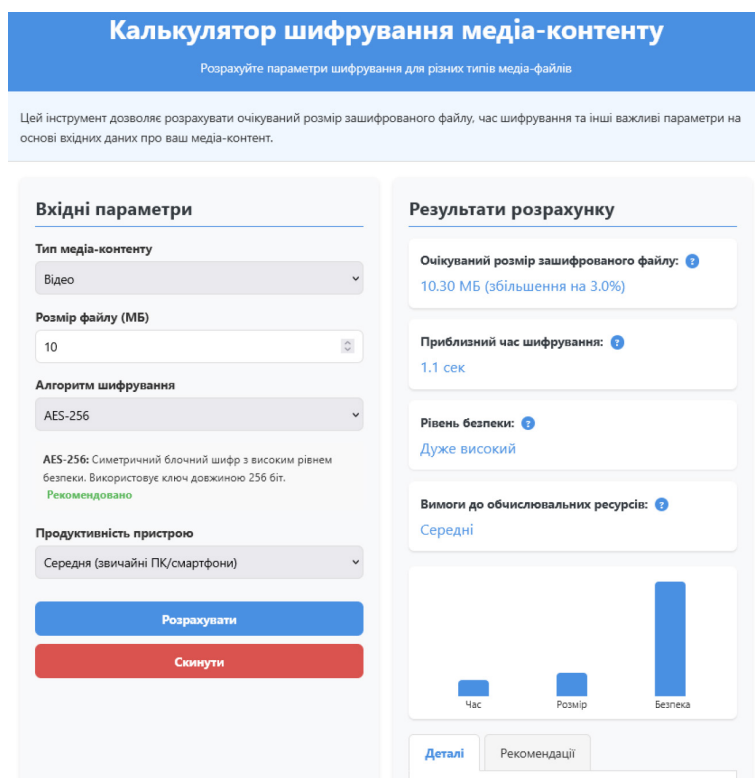 Калькулятор шифрування медіа-контенту
Розрахуйте параметри шифрування для різних типів медіа-файлів
Цей інструмент дозволяє розрахувати очікуваний розмір зашифрованого файлу, час шифрування та інші важливі параметри на
основі вхідних даних про ваш медіа-контент.
Вхідні параметри
Тип медіа-контенту
Відео
Розмір файлу (МБ)
10
Алгоритм шифрування
AES-256
AES-256: Симетричний блочний шифр з високим рівнем
безпеки. Використовує ключ довжиною 256 біт.
Рекомендовано
Продуктивність пристрою
Середня (звичайні ПК/смартфони)
Розрахувати
Скинути
Результати розрахунку
Очікуваний розмір зашифрованого файлу: ?
10.30 МБ (збільшення на 3.0%)
Приблизний час шифрування: ?
1.1 сек
Рівень безпеки: ?
Дуже високий
Вимоги до обчислювальних ресурсів: ?
Середні
Час Розмір Безпека
Деталі Рекомендації